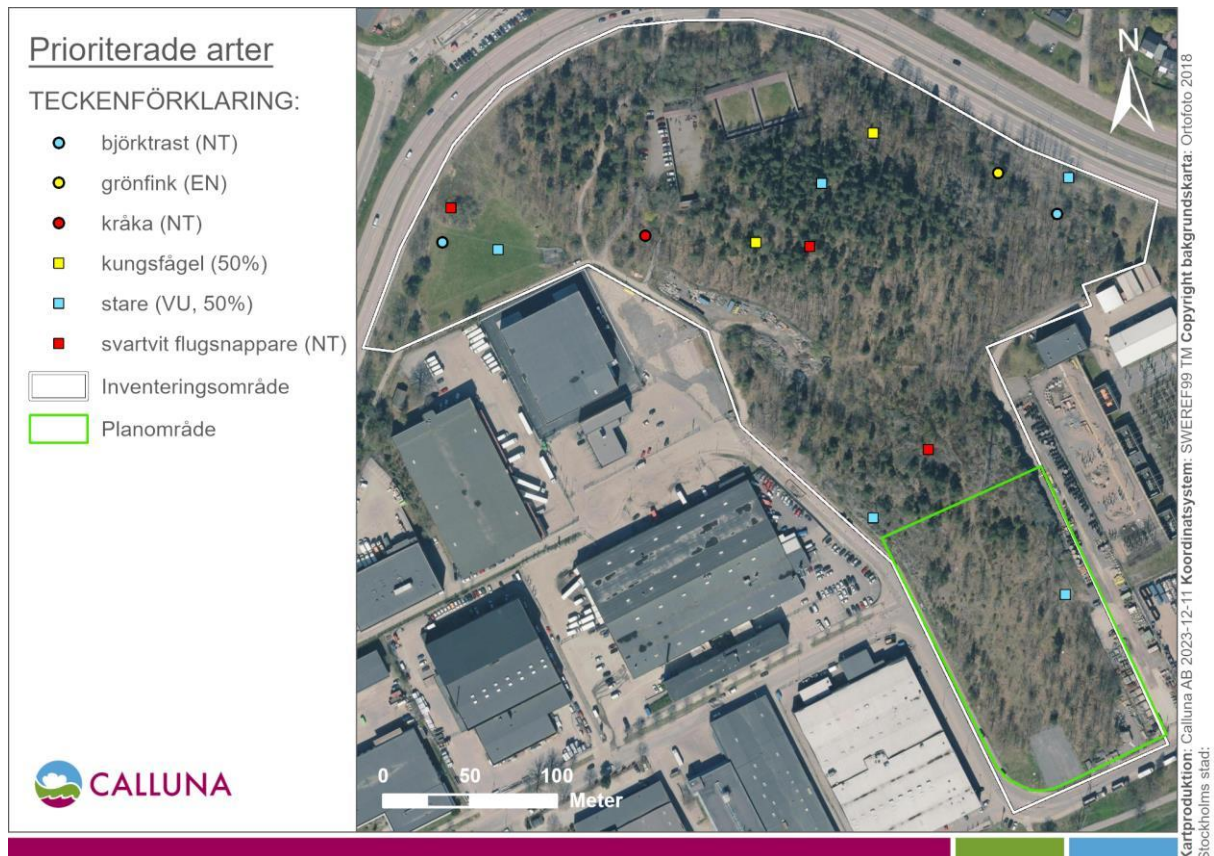 Prioriterade arter
TECKENFÖRKLARING:
björktrast (NT)
grönfink (EN)
kråka (NT)
kungsfågel (50%)
stare (VU, 50%)
svartvit flugsnappare (NT)
Inventeringsområde
Planområde
CALLUNA
N
0 50 100
Meter
Kartproduktion: Calluna AB 2023-12-11 Koordinatsystem: SWEREF99 TM Copyright bakgrundskarta: Ortofoto 2018
Stockholms stad: